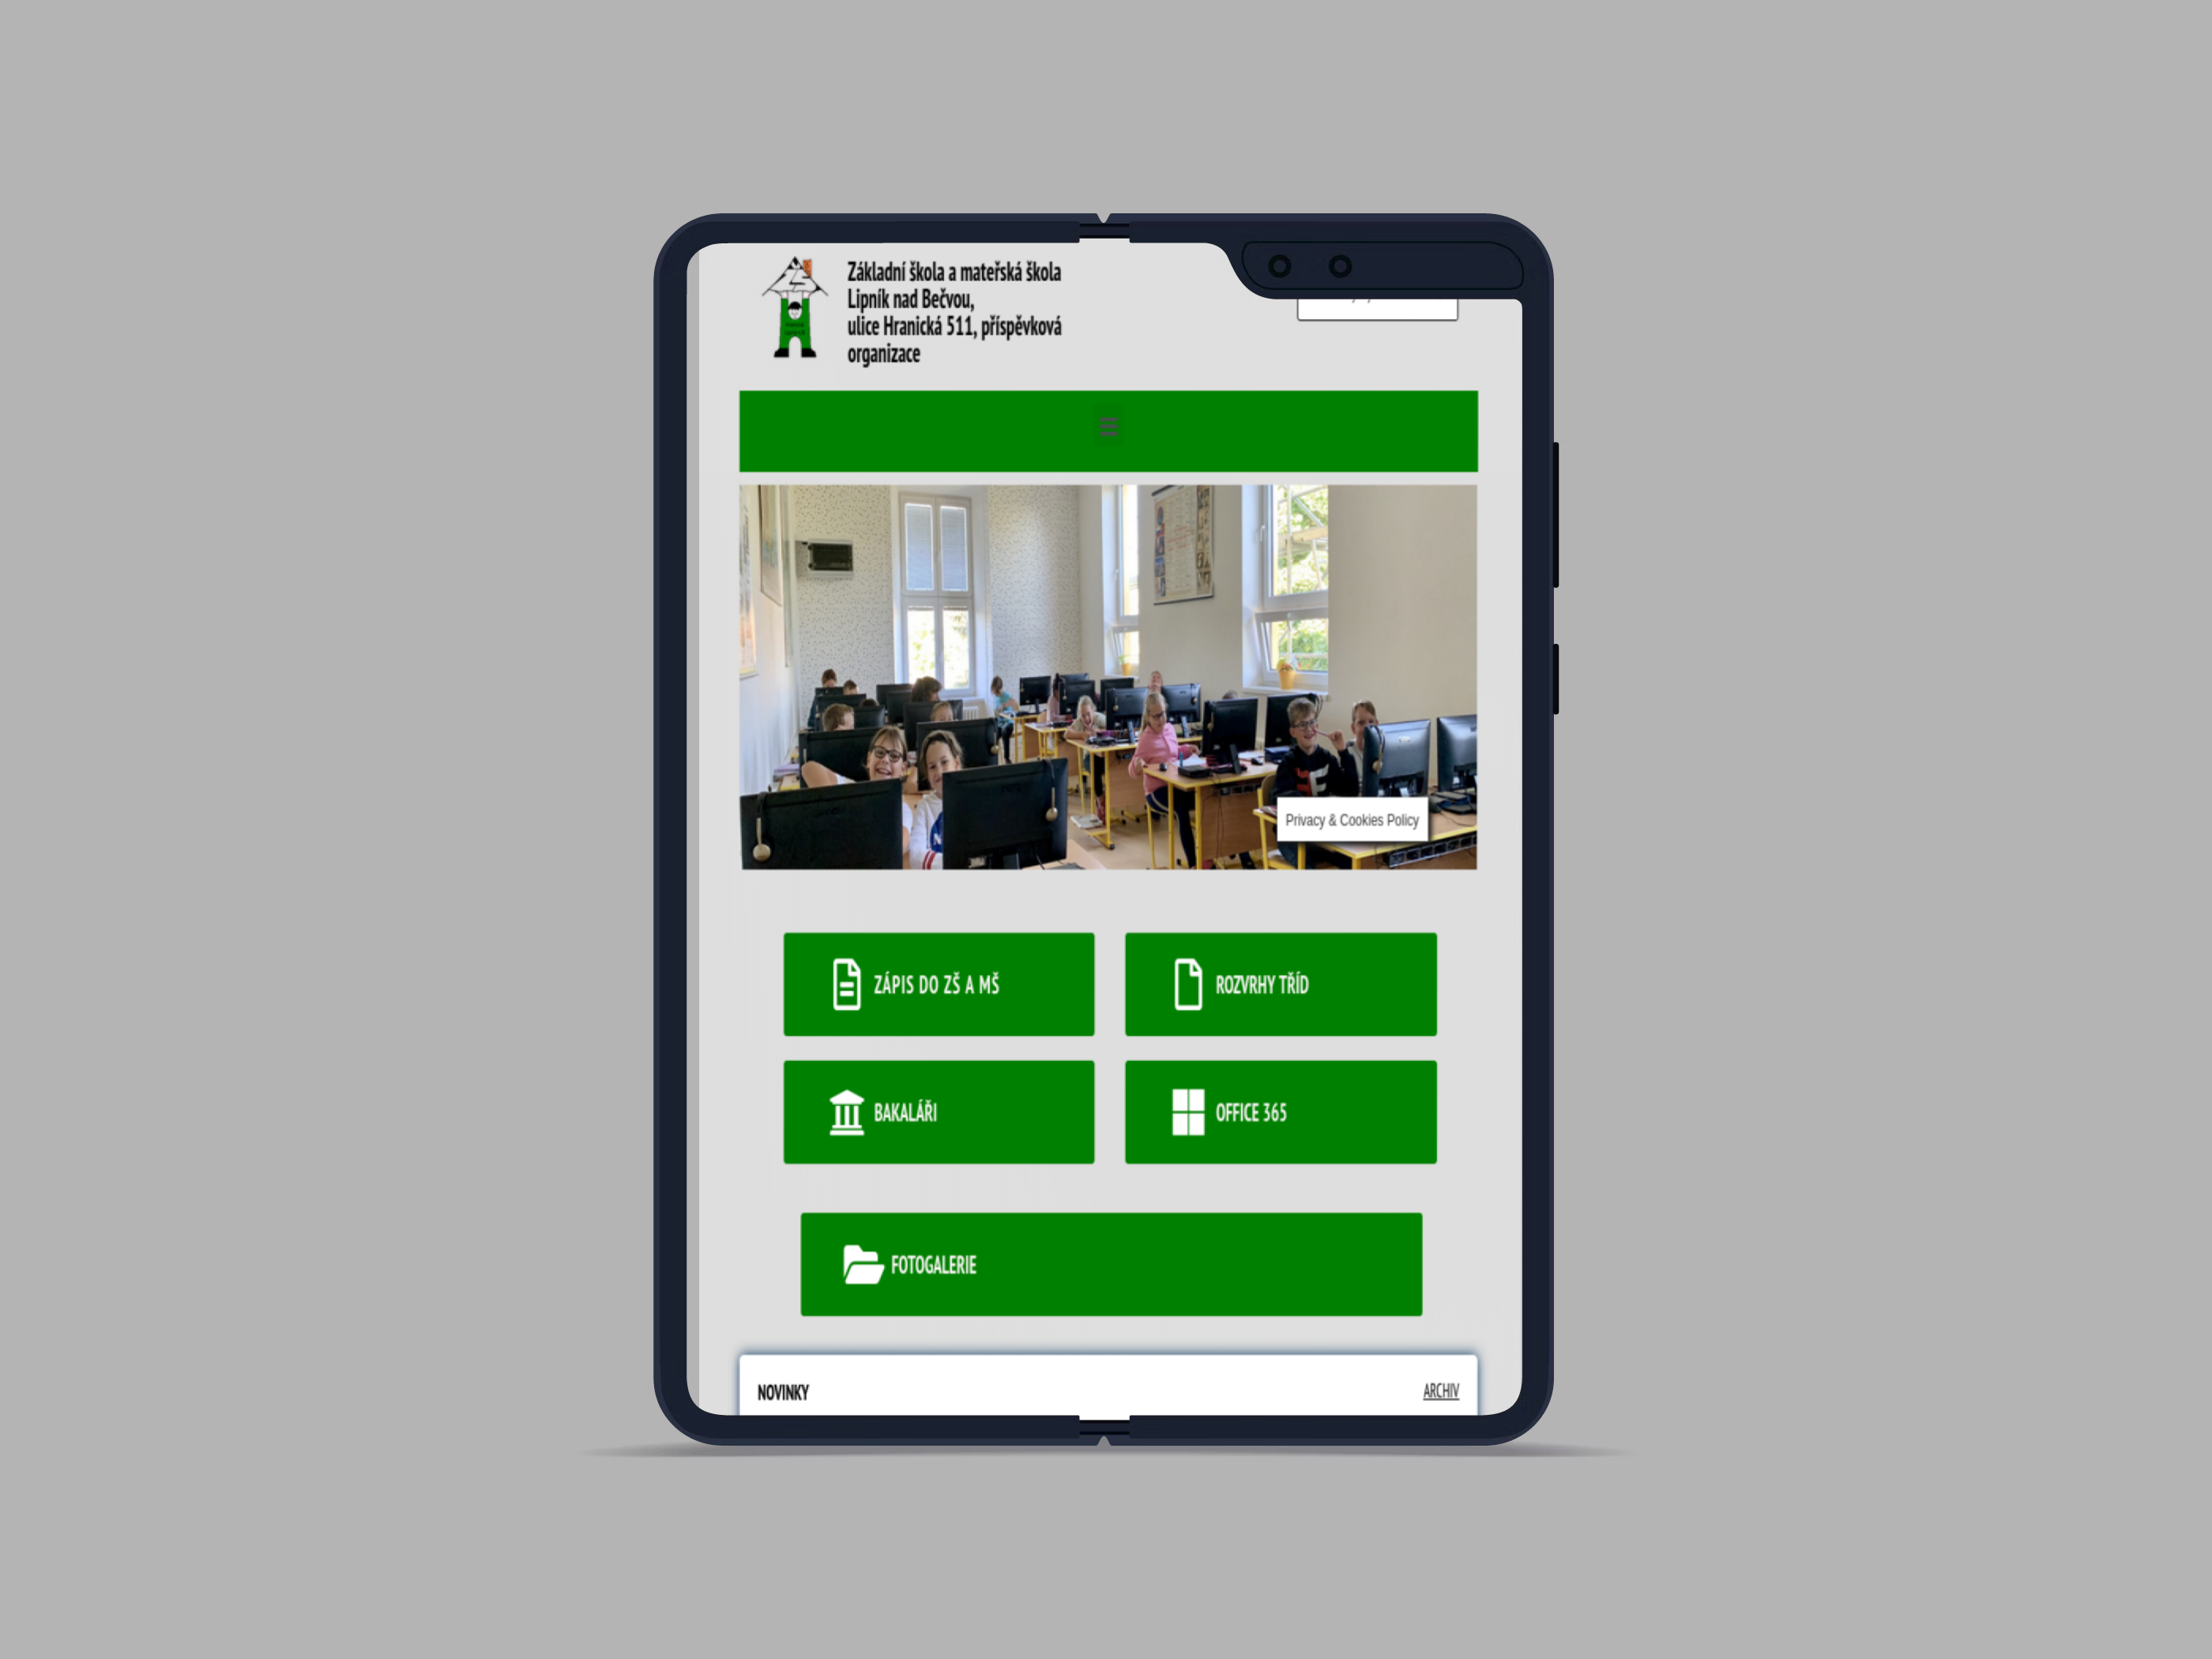 Základní škola a mateřská škola
Lipník nad Bečvou,
ulice Hranická 511, příspěvková
organizace
Privacy & Cookies Policy
ZÁPIS DO ZŠ A MŠ
ROZVRHY TŘÍD
BAKALÁŘI
OFFICE 365
FOTOGALERIE
NOVINKY
ARCHIV